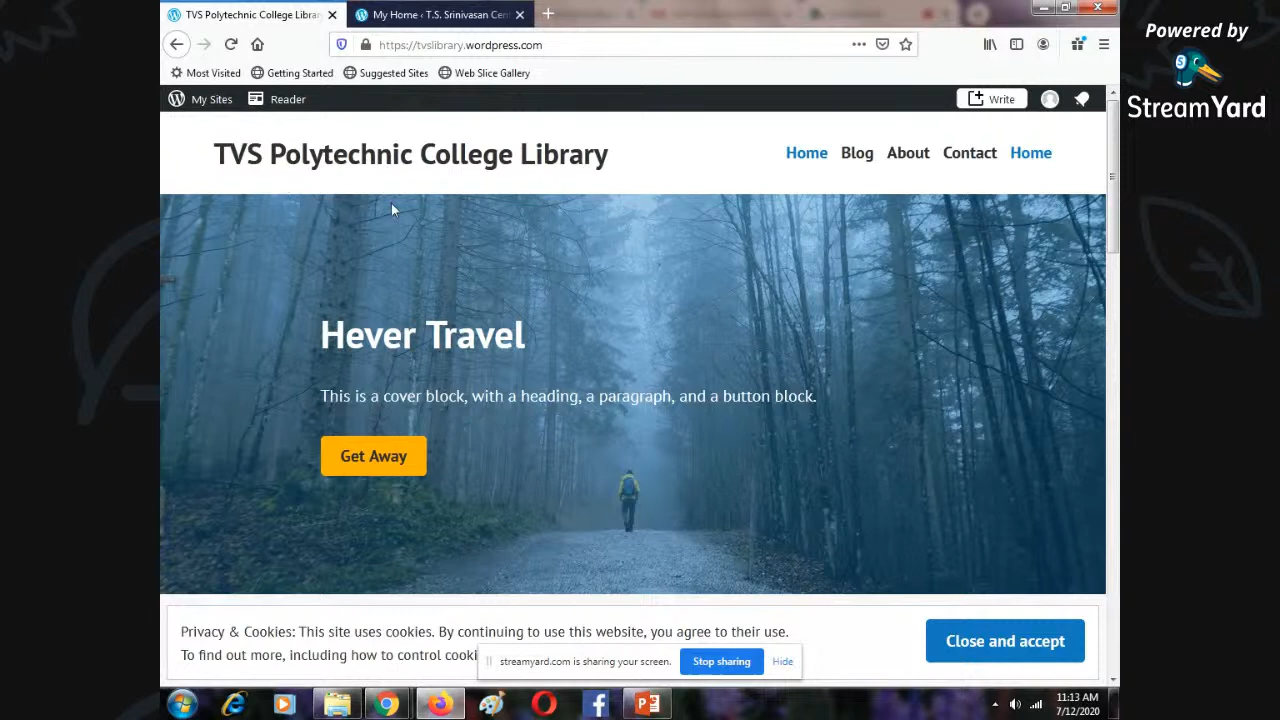 TVS Polytechnic College Library
My Home ‹ T.S. Srinivasan Cen
Powered by
StreamYard
https://tvslibrary.wordpress.com
Most Visited Getting Started Suggested Sites Web Slice Gallery
My Sites Reader Write
TVS Polytechnic College Library
Home Blog About Contact Home
Hever Travel
This is a cover block, with a heading, a paragraph, and a button block.
Get Away
Privacy & Cookies: This site uses cookies. By continuing to use this website, you agree to their use.
To find out more, including how to control cooki
Close and accept
streamyard.com is sharing your screen. Stop sharing Hide
11:13 AM
7/12/2020